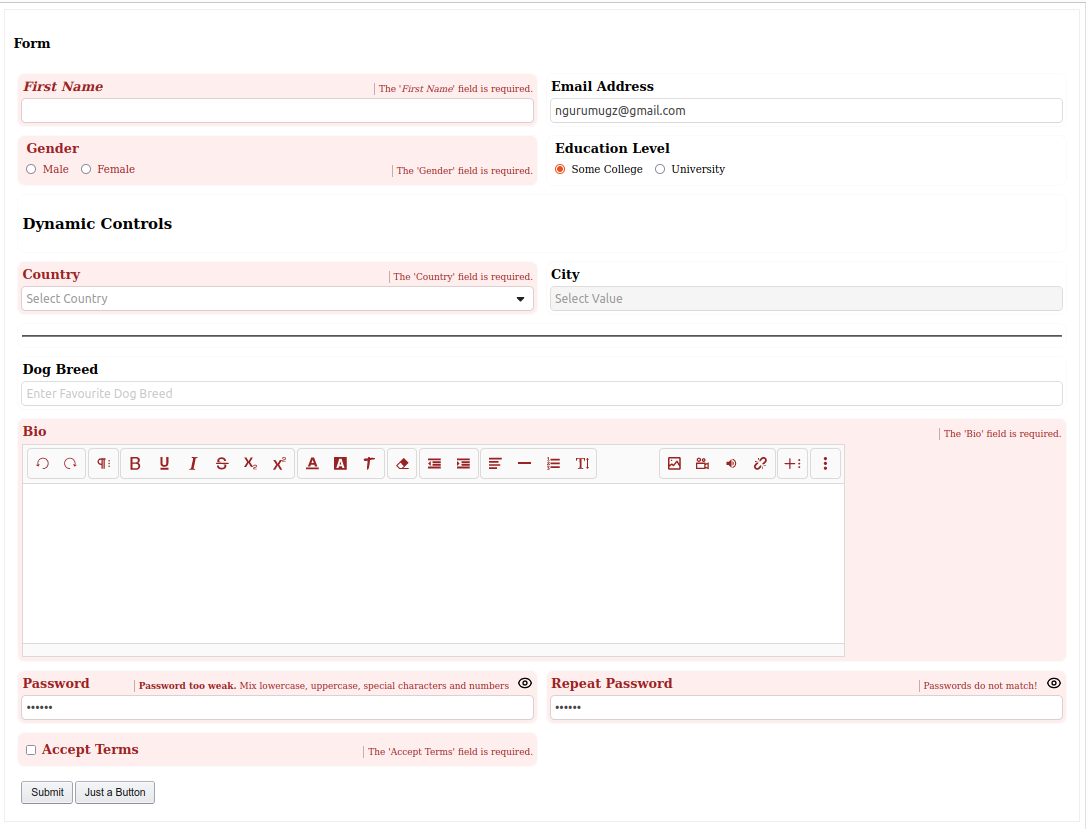 Form
First Name | The 'First Name' field is required. Email Address
ngurumugz@gmail.com
Gender Education Level
Male Female | The 'Gender' field is required. Some College University
Dynamic Controls
Country | The 'Country' field is required. City
Select Country Select Value
Dog Breed
Enter Favourite Dog Breed
Bio | The 'Bio' field is required.
B U I S X₂ X² A A T T
Password | Password too weak. Mix lowercase, uppercase, special characters and numbers Repeat Password | Passwords do not match!
•••••• ••••••
Accept Terms | The 'Accept Terms' field is required.
Submit Just a Button